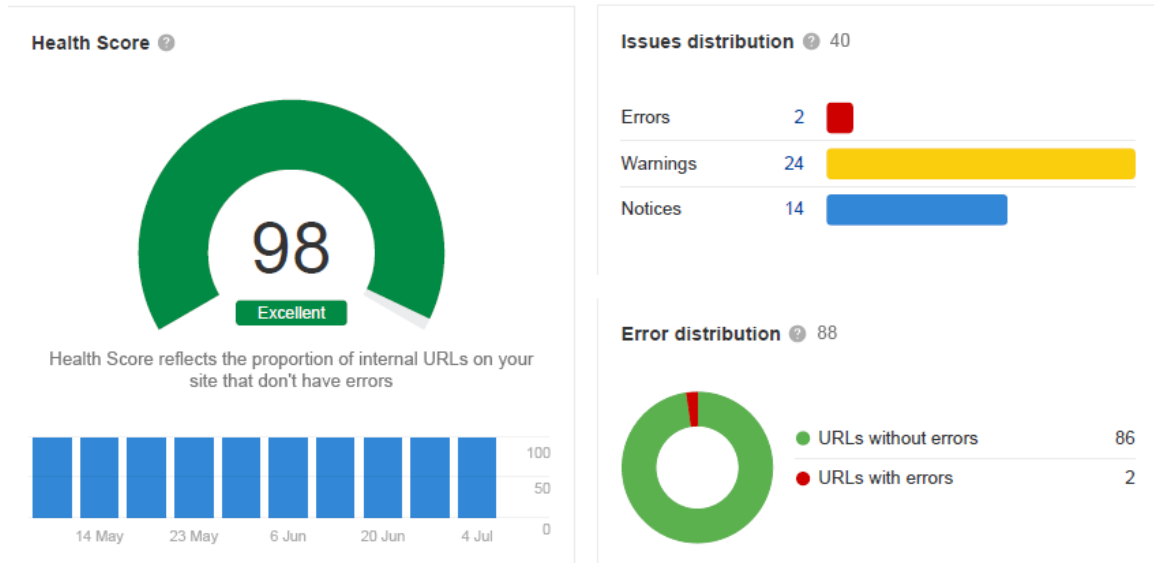 Health Score ?
98
Excellent
Health Score reflects the proportion of internal URLs on your
site that don't have errors
100
50
0
14 May 23 May 6 Jun 20 Jun 4 Jul
Issues distribution ? 40
Errors 2
Warnings 24
Notices 14
Error distribution ? 88
URLs without errors 86
URLs with errors 2